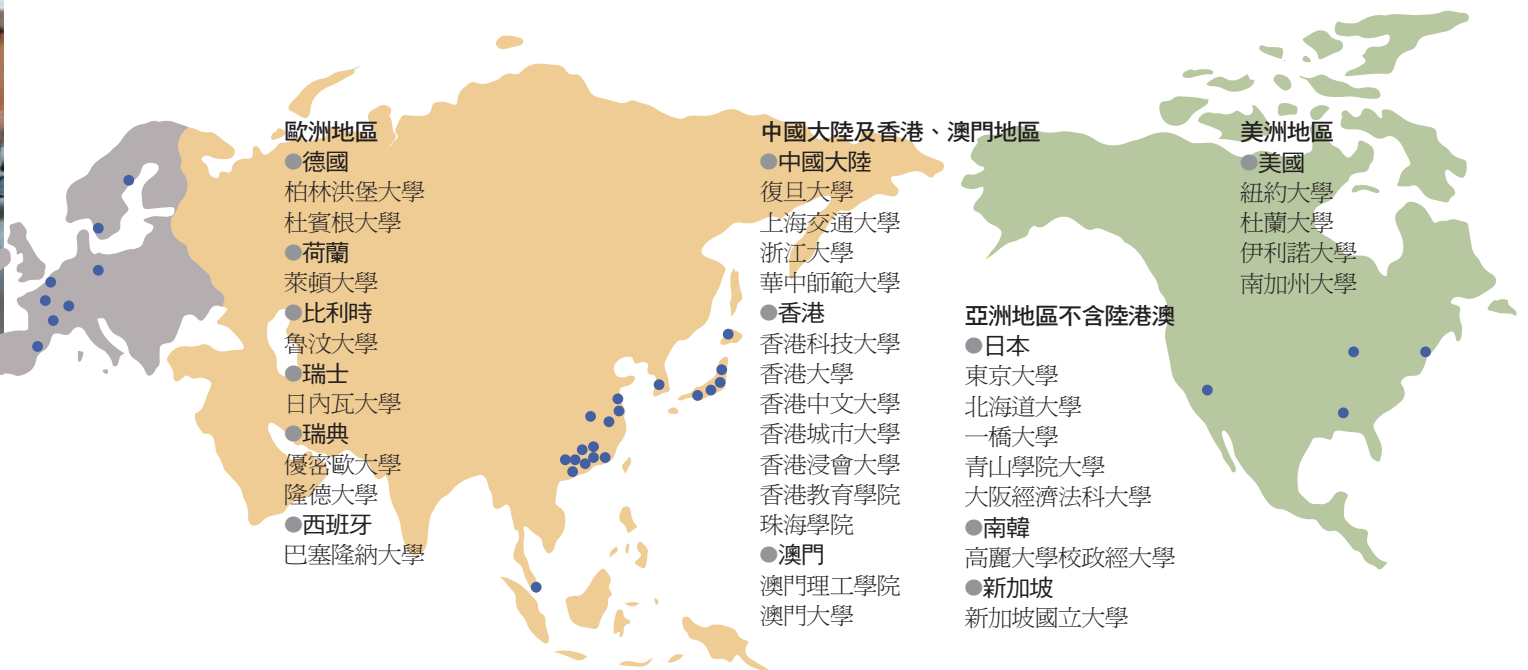 歐洲地區
●德國
柏林洪堡大學
杜賓根大學
●荷蘭
萊頓大學
●比利時
魯汶大學
●瑞士
日內瓦大學
●瑞典
優密歐大學
隆德大學
●西班牙
巴塞隆納大學
中國大陸及香港、澳門地區
●中國大陸
復旦大學
上海交通大學
浙江大學
華中師範大學
●香港
香港科技大學
香港大學
香港中文大學
香港城市大學
香港浸會大學
香港教育學院
珠海學院
●澳門
澳門理工學院
澳門大學
亞洲地區不含陸港澳
●日本
東京大學
北海道大學
一橋大學
青山學院大學
大阪經濟法科大學
●南韓
高麗大學校政經大學
●新加坡
新加坡國立大學
美洲地區
●美國
紐約大學
杜蘭大學
伊利諾大學
南加州大學